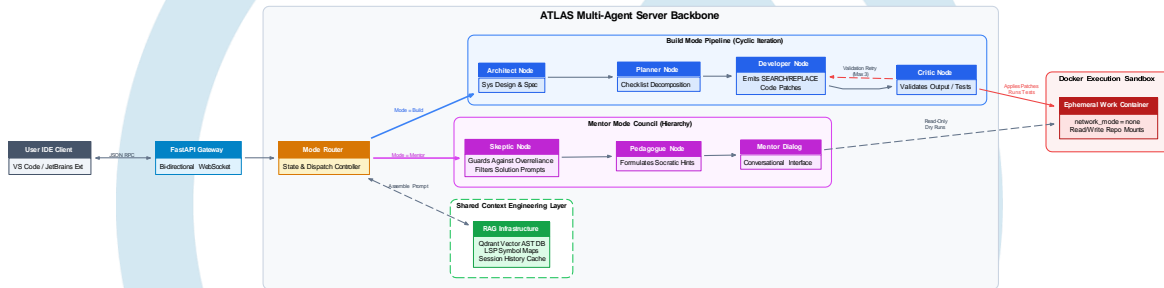 ATLAS Multi-Agent Server Backbone
Build Mode Pipeline (Cyclic Iteration)
Architect Node
Sys Design & Spec
Planner Node
Checklist Decomposition
Developer Node
Emits SEARCH/REPLACE
Code Patches
Validation Retry
(Max 3)
Critic Node
Validates Output / Tests
Applies Patches
Runs Tests
Docker Execution Sandbox
Ephemeral Work Container
network_mode = none
Read/Write Repo Mounts
Mode = Build
Mentor Mode Council (Hierarchy)
Read-Only
Dry Runs
User IDE Client
VS Code / JetBrains Ext
JSON RPC
FastAPI Gateway
Bi-directional WebSocket
Mode Router
State & Dispatch Controller
Mode = Mentor
Skeptic Node
Guards Against Overreliance
Filters Solution Prompts
Pedagogue Node
Formulates Socratic Hints
Mentor Dialog
Conversational Interface
Assemble Prompt
Shared Context Engineering Layer
RAG Infrastructure
Qdrant Vector AST DB
LSP Symbol Maps
Session History Cache